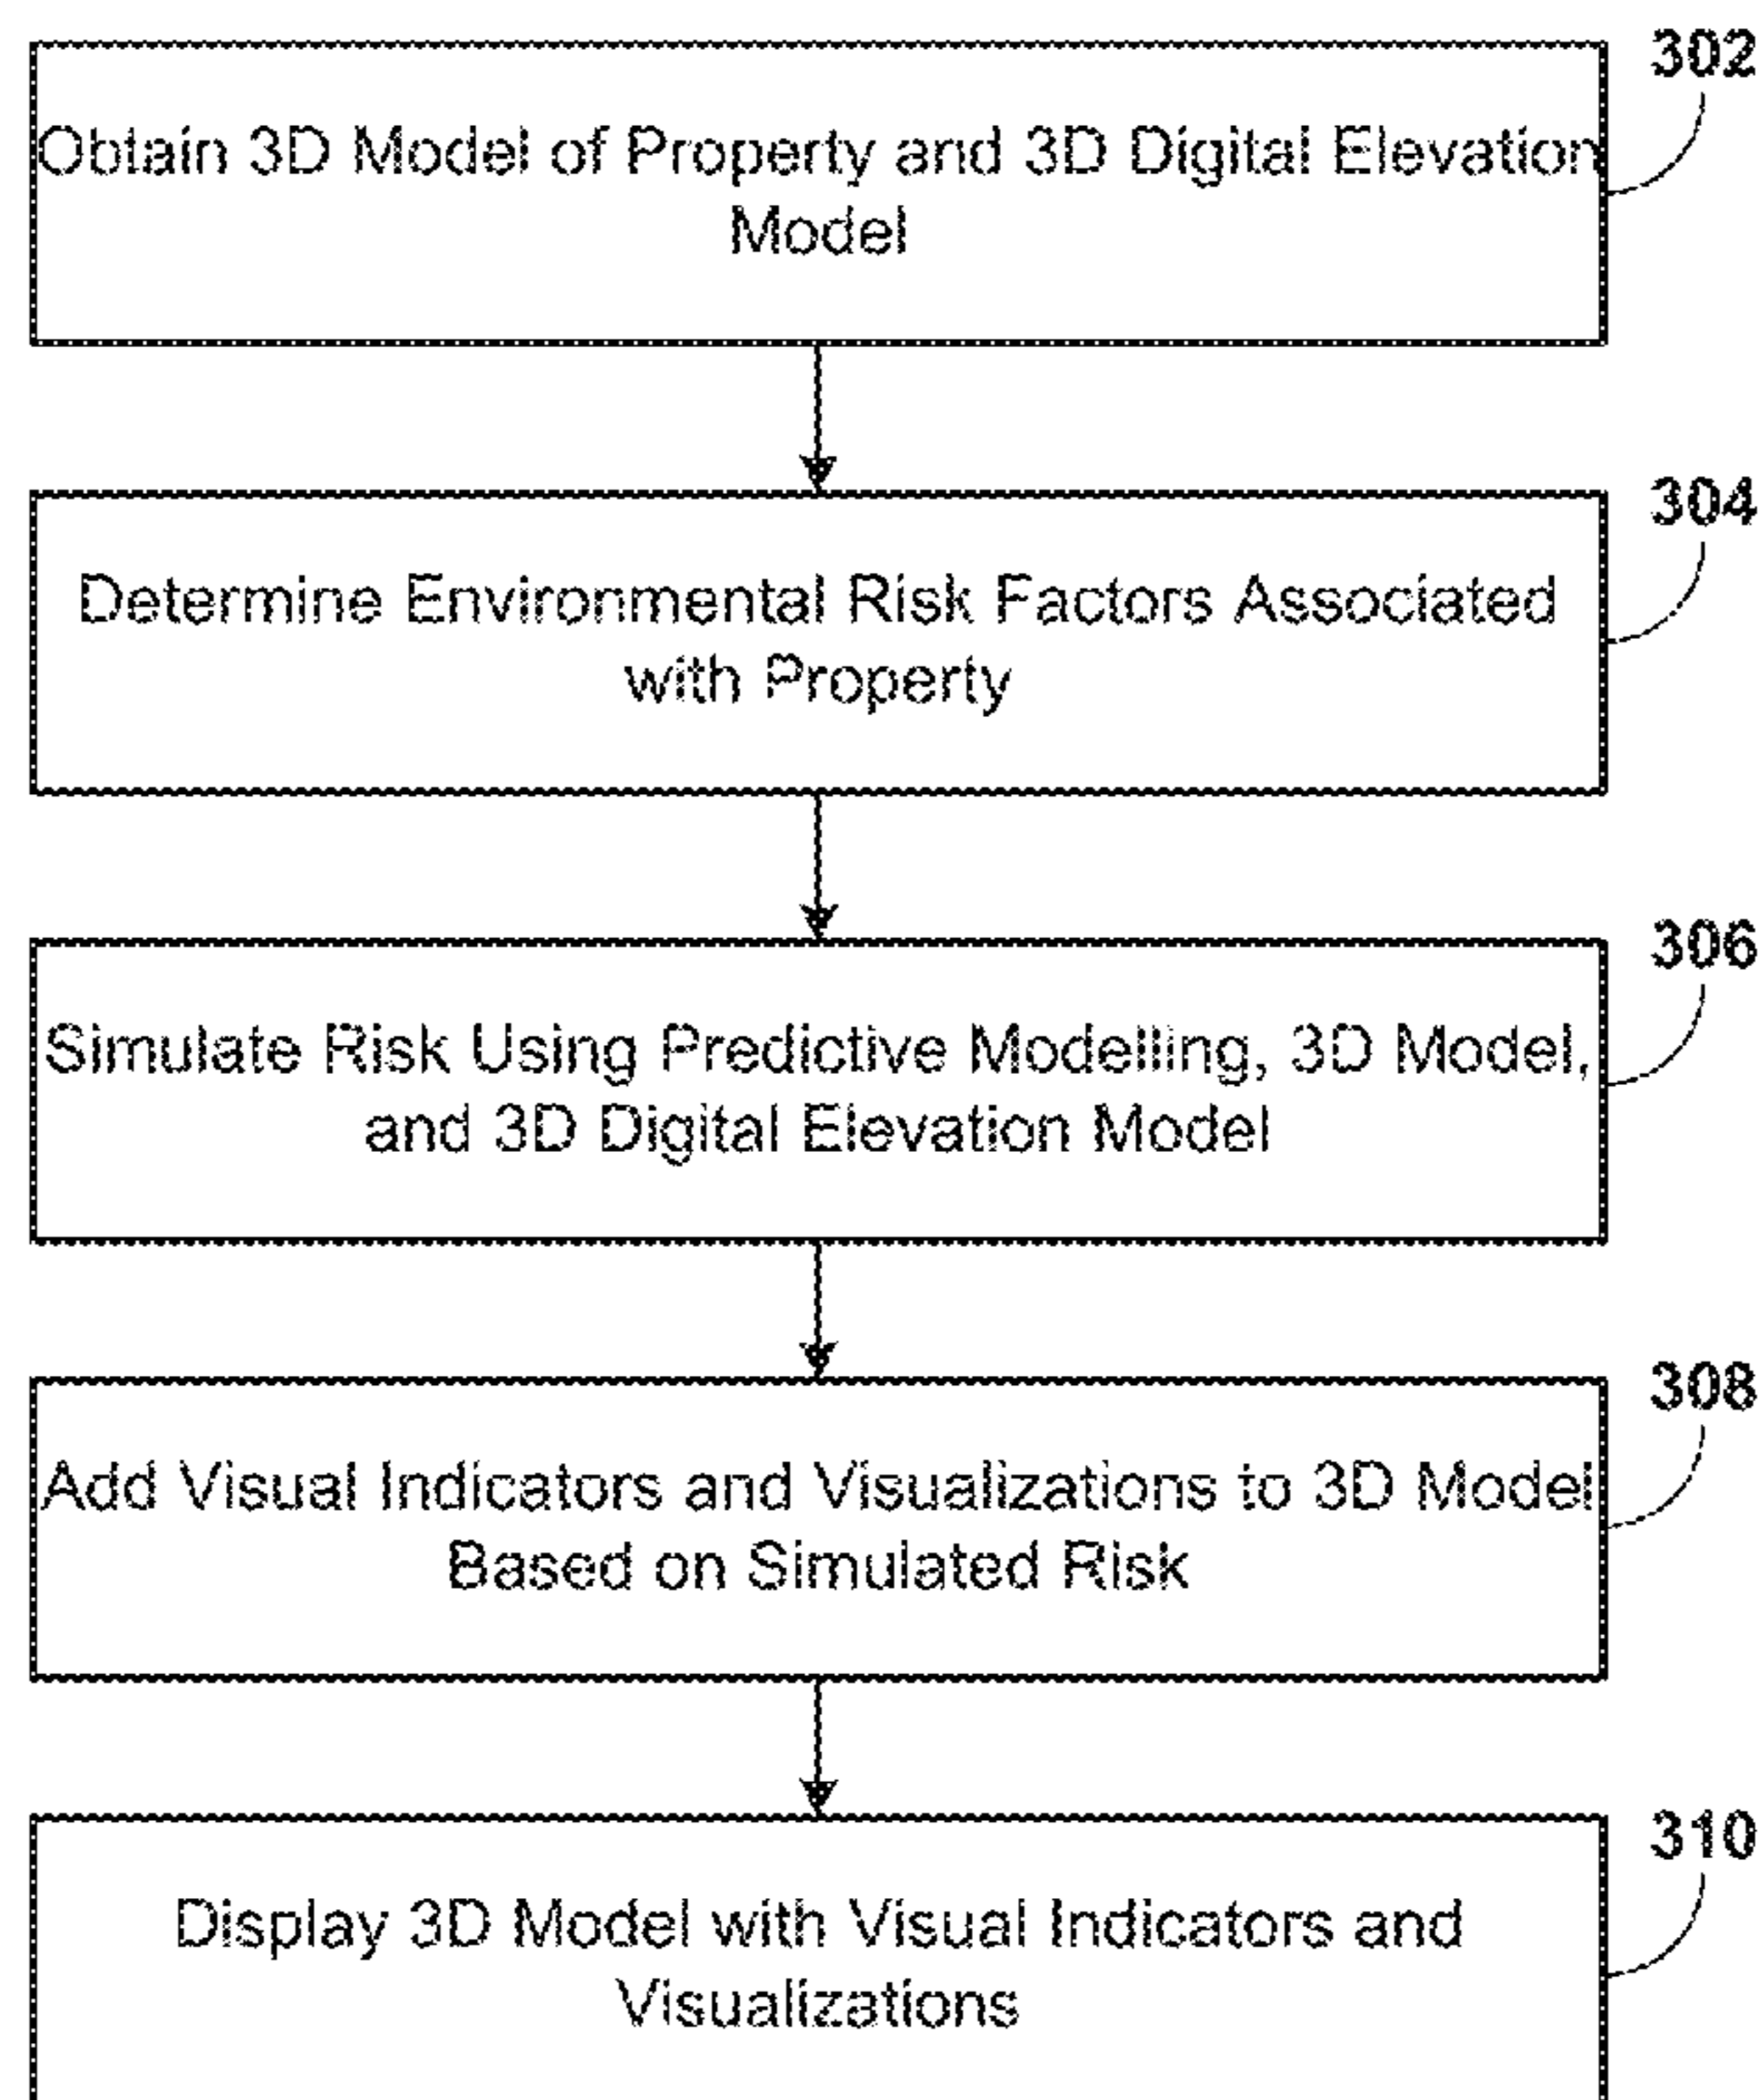 302
Obtain 3D Model of Property and 3D Digital Elevation
Model
304
Determine Environmental Risk Factors Associated
with Property
306
Simulate Risk Using Predictive Modelling, 3D Model,
and 3D Digital Elevation Model
308
Add Visual Indicators and Visualizations to 3D Model
Based on Simulated Risk
310
Display 3D Model with Visual Indicators and
Visualizations